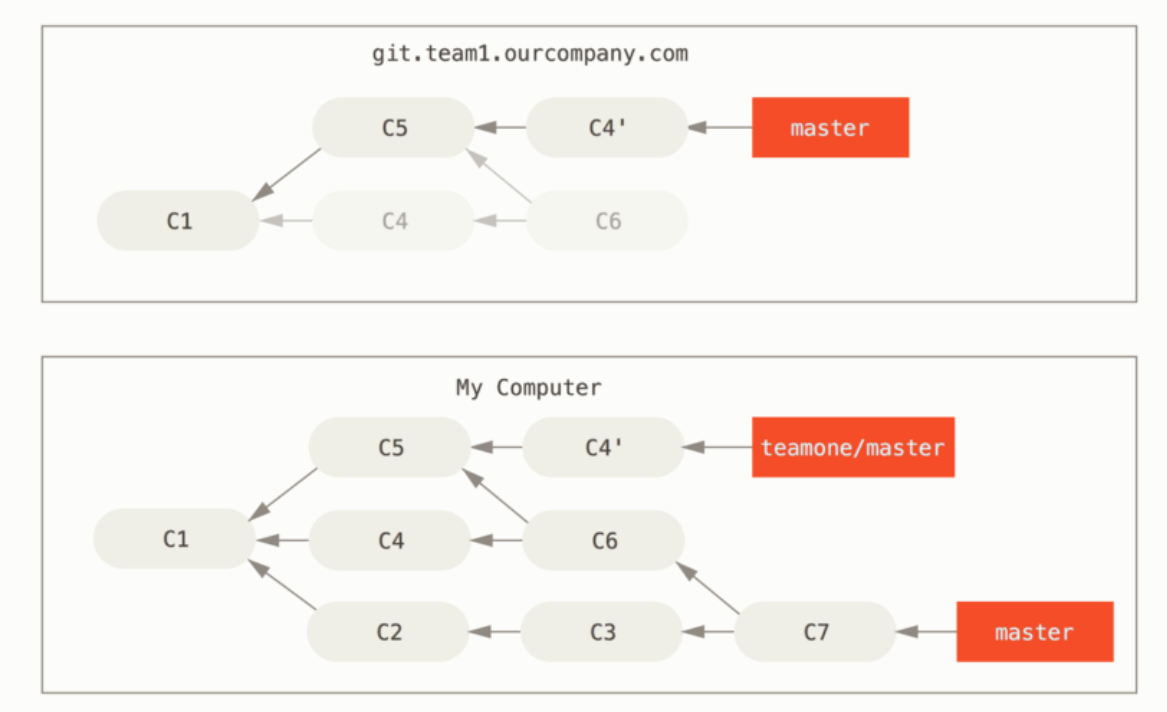 git.team1.ourcompany.com
C5
C4'
master
C1
C4
C6
My Computer
C5
C4'
teamone/master
C1
C4
C6
C2
C3
C7
master